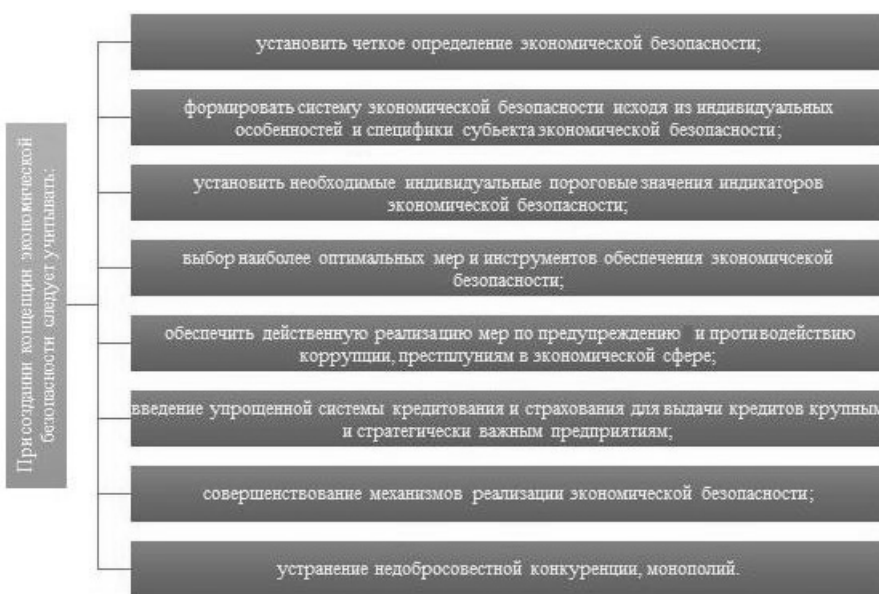 При создании концепции экономической
безопасности следует учитывать:
установить четкое определение экономической безопасности;
формировать систему экономической безопасности исходя из индивидуальных
особенностей и специфики субъекта экономической безопасности;
установить необходимые индивидуальные пороговые значения индикаторов
экономической безопасности;
выбор наиболее оптимальных мер и инструментов обеспечения экономичсекой
безопасности;
обеспечить действенную реализацию мер по предупреждению и противодействию
коррупции, престплуниям в экономической сфере;
введение упрощенной системы кредитования и страхования для выдачи кредитов крупным
и стратегически важным предприятиям;
совершенствование механизмов реализации экономической безопасности;
устранение недобросовестной конкуренции, монополий.